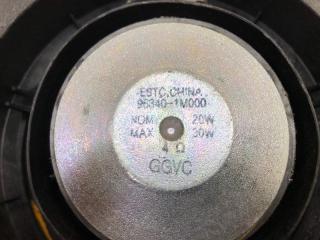 ESTC,CHINA.
96340-1M000
NOM 20W
MAX 30W
4 Ω
GGVC